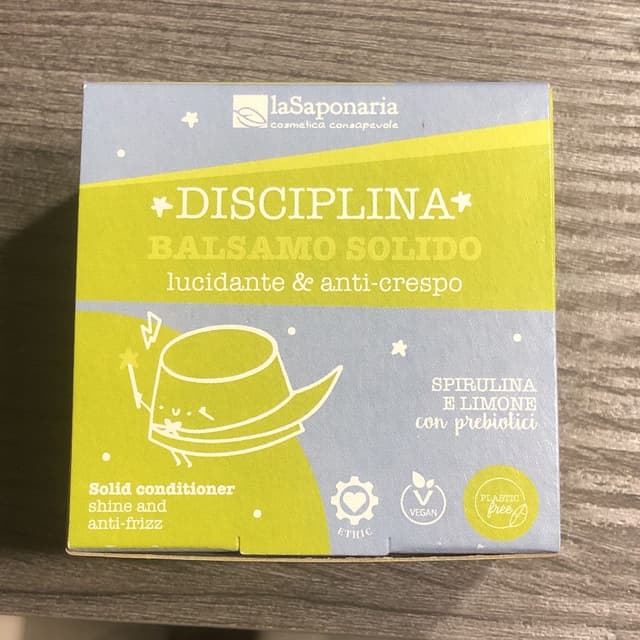 laSaponaria
cosmetica consapevole
DISCIPLINA
BALSAMO SOLIDO
lucidante & anti-crespo
SPIRULINA
E LIMONE
con prebiotici
Solid conditioner
shine and
anti-frizz
ETHIC
VEGAN
PLASTIC
free